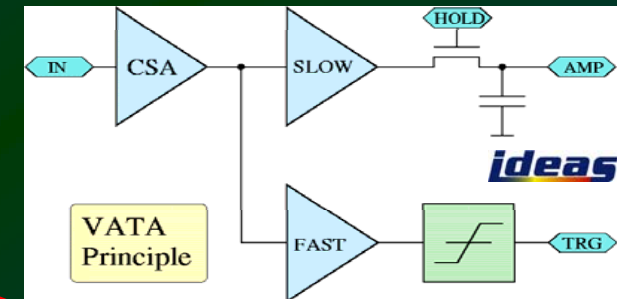 HOLD
IN
CSA
SLOW
AMP
ideas
VATA
Principle
FAST
TRG